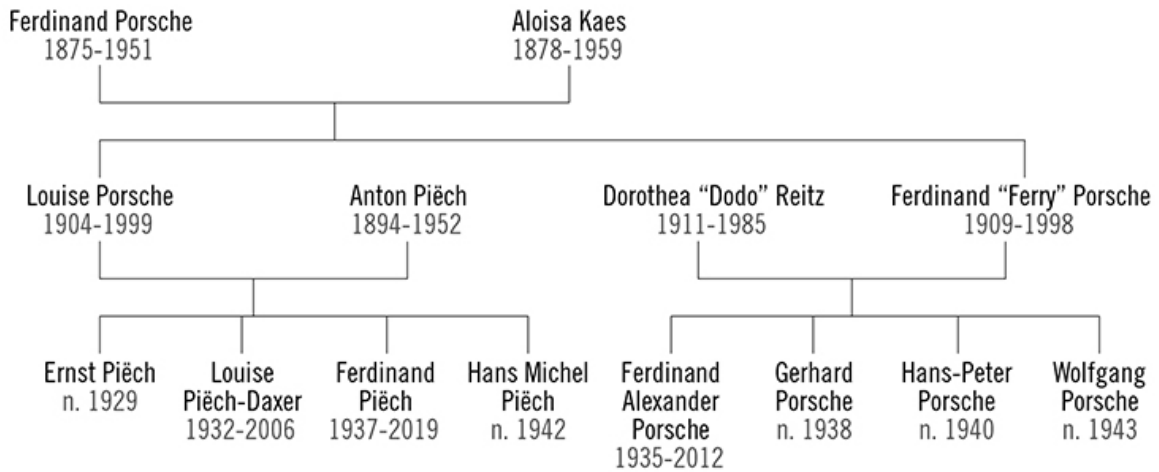 Ferdinand Porsche
1875-1951
Aloisa Kaes
1878-1959
Louise Porsche
1904-1999
Anton Piëch
1894-1952
Dorothea “Dodo” Reitz
1911-1985
Ferdinand “Ferry” Porsche
1909-1998
Ernst Piëch
n. 1929
Louise
Piëch-Daxer
1932-2006
Ferdinand
Piëch
1937-2019
Hans Michel
Piëch
n. 1942
Ferdinand
Alexander
Porsche
1935-2012
Gerhard
Porsche
n. 1938
Hans-Peter
Porsche
n. 1940
Wolfgang
Porsche
n. 1943